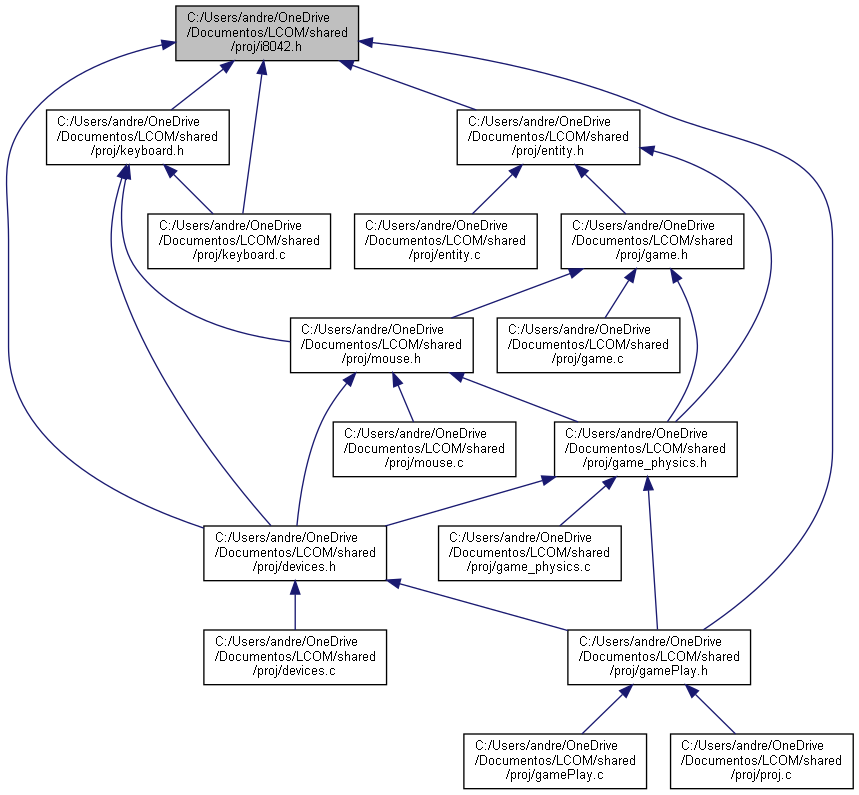 C:/Users/andre/OneDrive
/Documentos/LCOM/shared
/proj/i8042.h
C:/Users/andre/OneDrive
/Documentos/LCOM/shared
/proj/keyboard.h
C:/Users/andre/OneDrive
/Documentos/LCOM/shared
/proj/entity.h
C:/Users/andre/OneDrive
/Documentos/LCOM/shared
/proj/keyboard.c
C:/Users/andre/OneDrive
/Documentos/LCOM/shared
/proj/entity.c
C:/Users/andre/OneDrive
/Documentos/LCOM/shared
/proj/game.h
C:/Users/andre/OneDrive
/Documentos/LCOM/shared
/proj/mouse.h
C:/Users/andre/OneDrive
/Documentos/LCOM/shared
/proj/game.c
C:/Users/andre/OneDrive
/Documentos/LCOM/shared
/proj/mouse.c
C:/Users/andre/OneDrive
/Documentos/LCOM/shared
/proj/game_physics.h
C:/Users/andre/OneDrive
/Documentos/LCOM/shared
/proj/devices.h
C:/Users/andre/OneDrive
/Documentos/LCOM/shared
/proj/game_physics.c
C:/Users/andre/OneDrive
/Documentos/LCOM/shared
/proj/devices.c
C:/Users/andre/OneDrive
/Documentos/LCOM/shared
/proj/gamePlay.h
C:/Users/andre/OneDrive
/Documentos/LCOM/shared
/proj/gamePlay.c
C:/Users/andre/OneDrive
/Documentos/LCOM/shared
/proj/proj.c